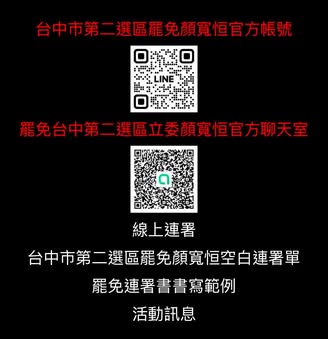 台中市第二選區罷免顏寬恒官方帳號
LINE
罷免台中第二選區立委顏寬恒官方聊天室
線上連署
台中市第二選區罷免顏寬恒空白連署單
罷免連署書書寫範例
活動訊息